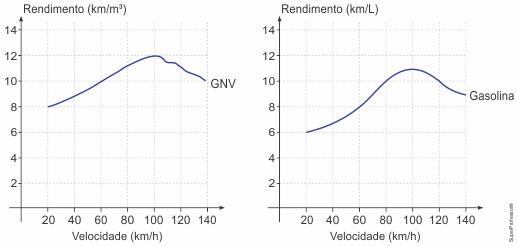 Rendimento (km/m³)
14
12
10
8
6
4
2
GNV
20 40 60 80 100 120 140
Velocidade (km/h)
Rendimento (km/L)
14
12
10
8
6
4
2
Gasolina
20 40 60 80 100 120 140
Velocidade (km/h)